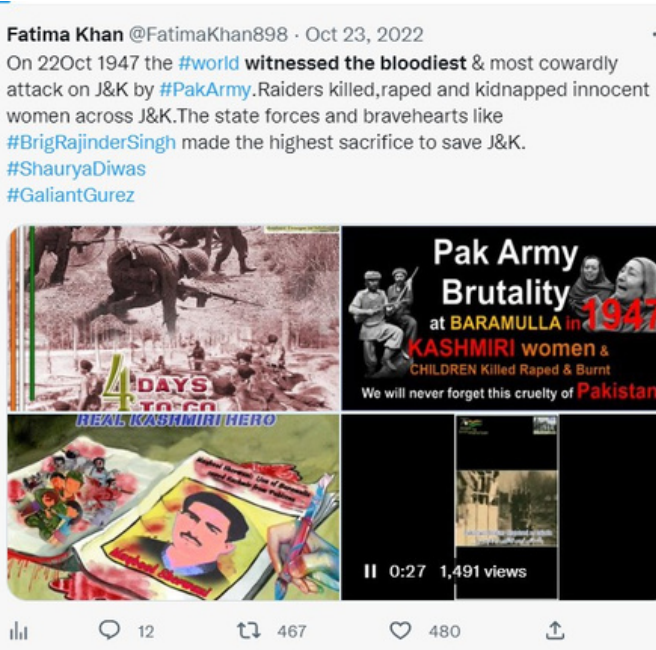 Fatima Khan @FatimaKhan898 · Oct 23, 2022
On 22Oct 1947 the #world witnessed the bloodiest & most cowardly
attack on J&K by #PakArmy.Raiders killed,raped and kidnapped innocent
women across J&K.The state forces and bravehearts like
#BrigRajinderSingh made the highest sacrifice to save J&K.
#ShauryaDiwas
#GaliantGurez
4 DAYS
TO GO
Pak Army
Brutality
at BARAMULLA in 1947
KASHMIRI women &
CHILDREN Killed Raped & Burnt
We will never forget this cruelty of Pakistan
REAL KASHMIRI HERO
Maqbool Sherwani
0:27 1,491 views
12 467 480